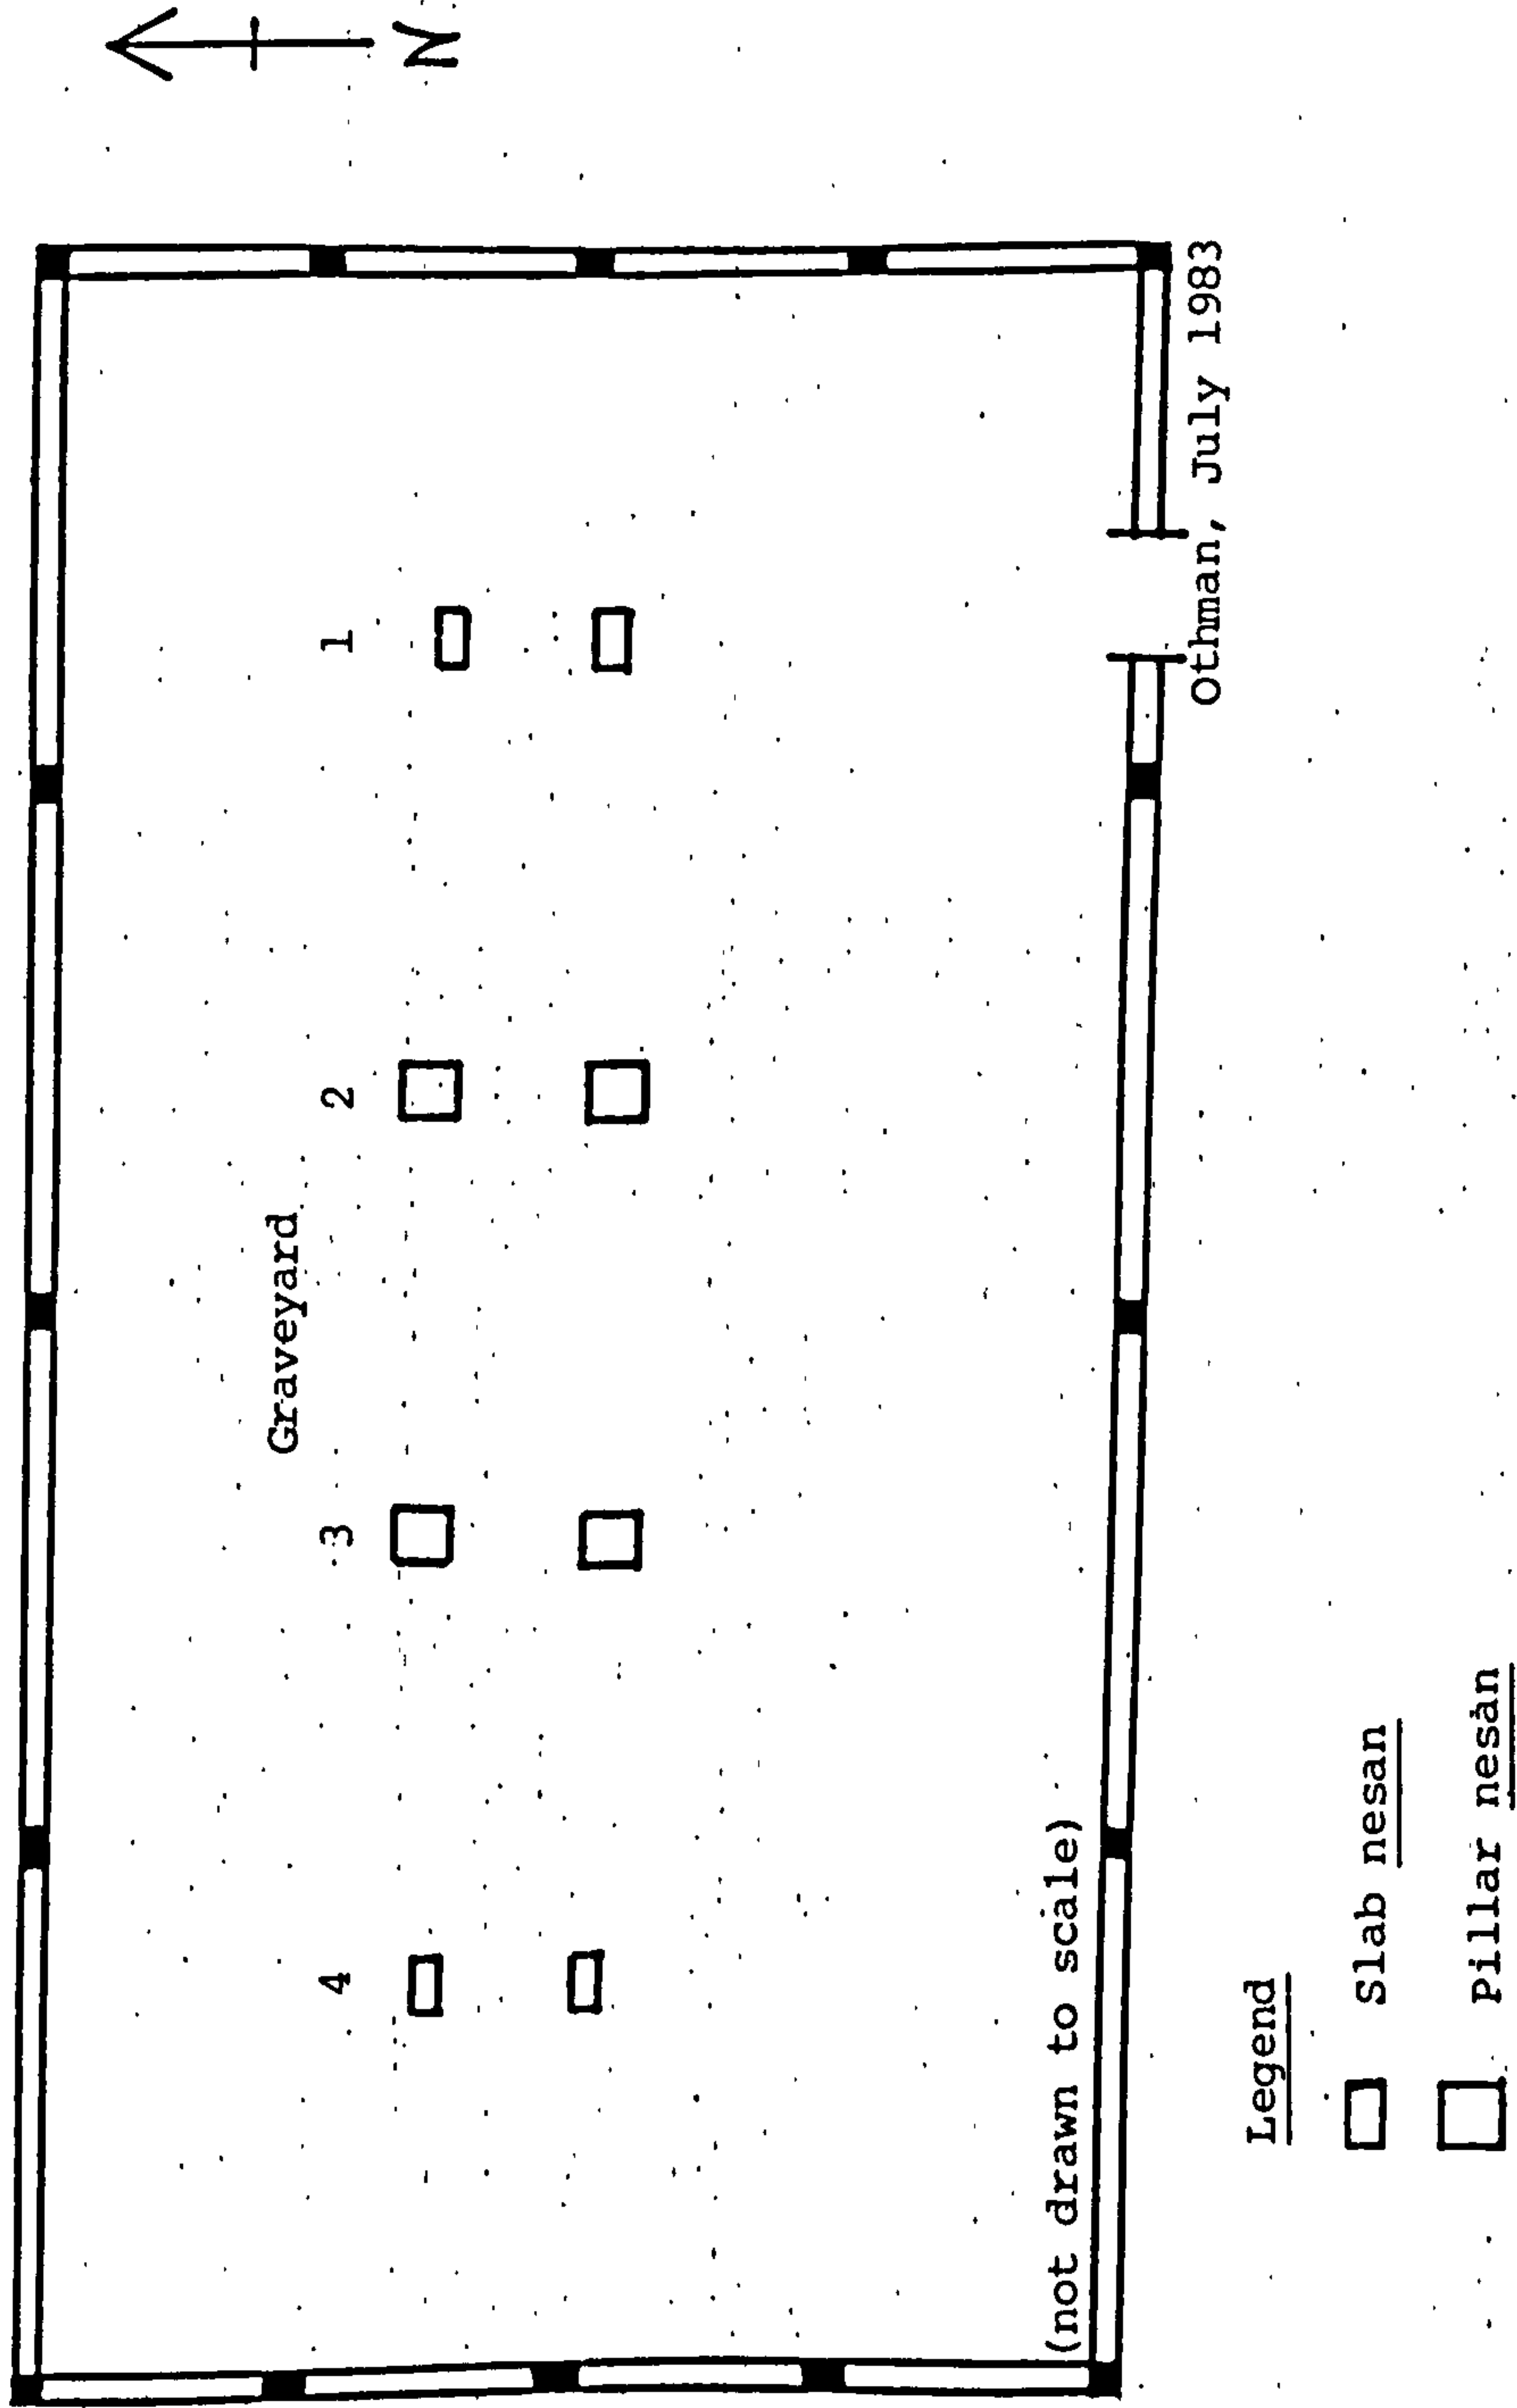 N
Graveyard
4
3
2
1
(not drawn to scale)
Othman, July 1983
Legend
Slab nesan
Pillar nesan